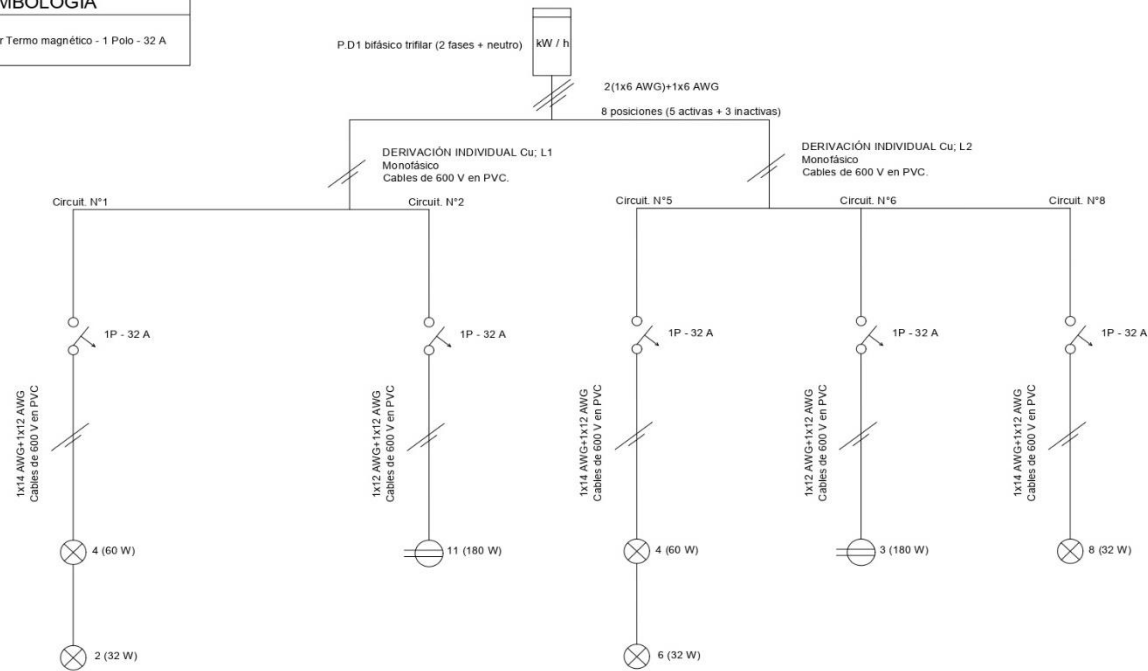 r Termo magnético - 1 Polo - 32 A
P.D1 bifásico trifilar (2 fases + neutro)
kW / h
2(1x6 AWG)+1x6 AWG
8 posiciones (5 activas + 3 inactivas)
DERIVACIÓN INDIVIDUAL Cu; L1
Monofásico
Cables de 600 V en PVC.
DERIVACIÓN INDIVIDUAL Cu; L2
Monofásico
Cables de 600 V en PVC.
Circuit. N°1
Circuit. N°2
Circuit. N°5
Circuit. N°6
Circuit. N°8
1P - 32 A
1P - 32 A
1P - 32 A
1P - 32 A
1P - 32 A
1x14 AWG+1x12 AWG
Cables de 600 V en PVC
1x12 AWG+1x12 AWG
Cables de 600 V en PVC
1x14 AWG+1x12 AWG
Cables de 600 V en PVC
1x12 AWG+1x12 AWG
Cables de 600 V en PVC
1x14 AWG+1x12 AWG
Cables de 600 V en PVC
4 (60 W)
11 (180 W)
4 (60 W)
3 (180 W)
8 (32 W)
2 (32 W)
6 (32 W)